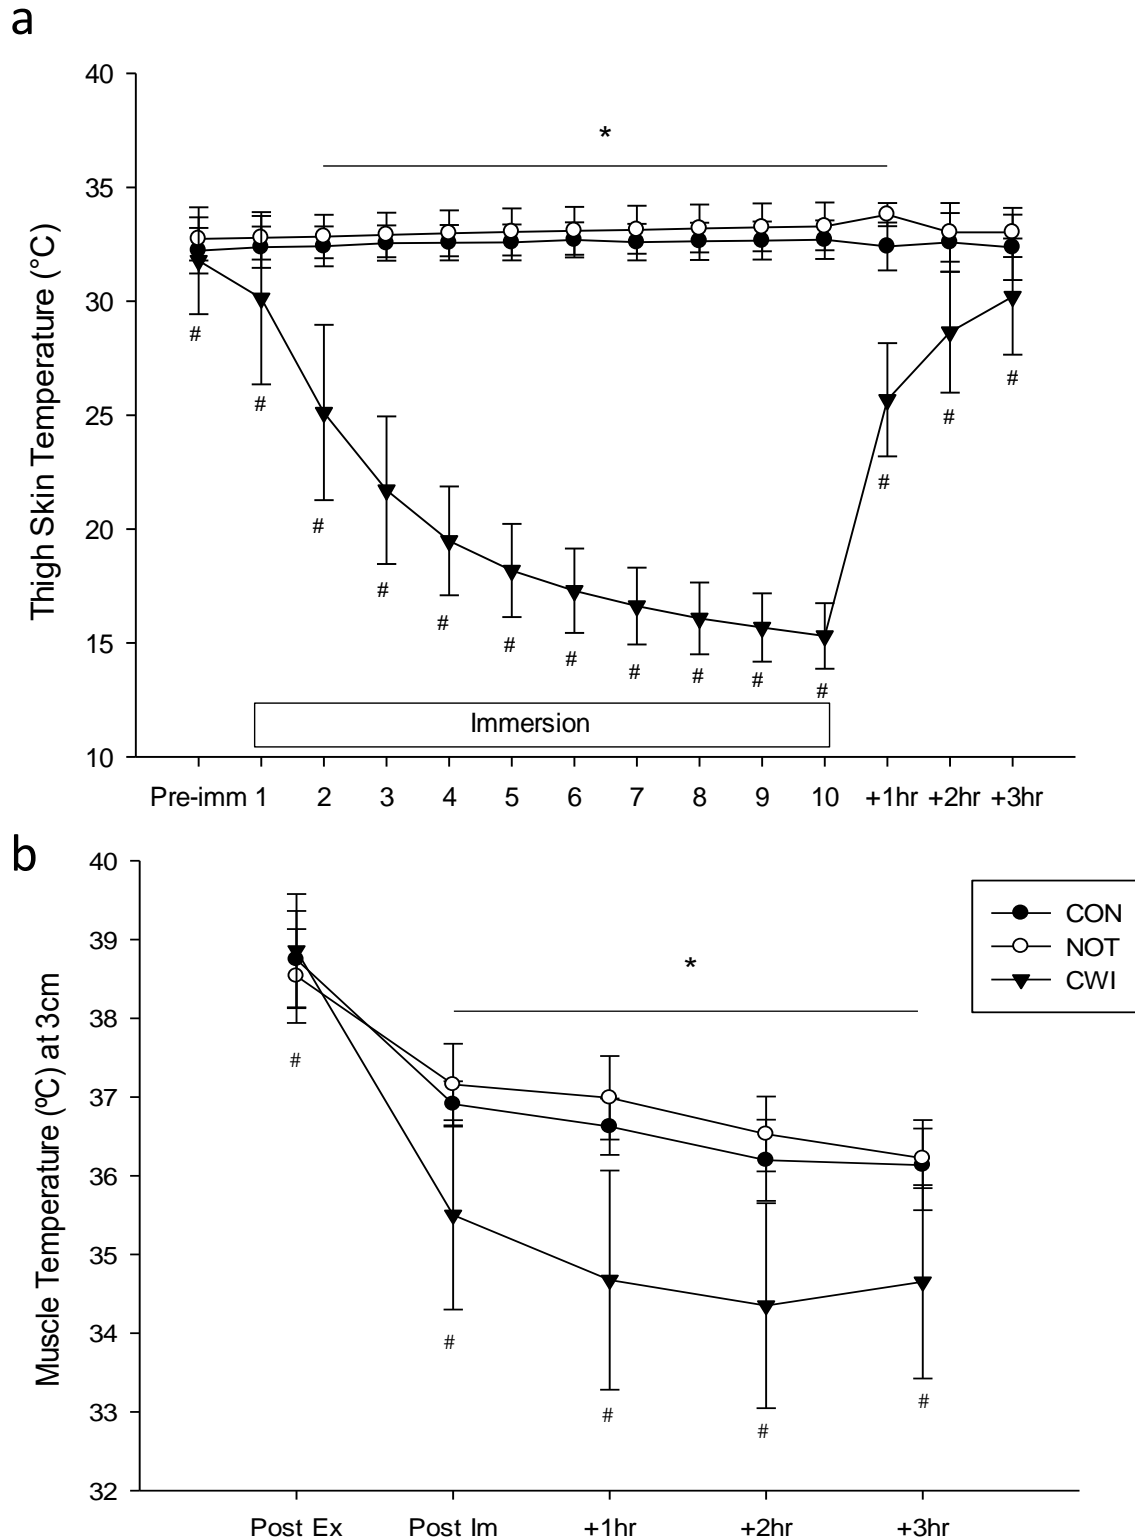 a
Thigh Skin Temperature (°C)
40
*
35
30
25
20
15
10
# # # # # # # # # # # # # #
Immersion
Pre-imm 1 2 3 4 5 6 7 8 9 10 +1hr +2hr +3hr
b
Muscle Temperature (ºC) at 3cm
40
39
38
37
36
35
34
33
32
*
# # # # #
CON
NOT
CWI
Post Ex Post Im +1hr +2hr +3hr